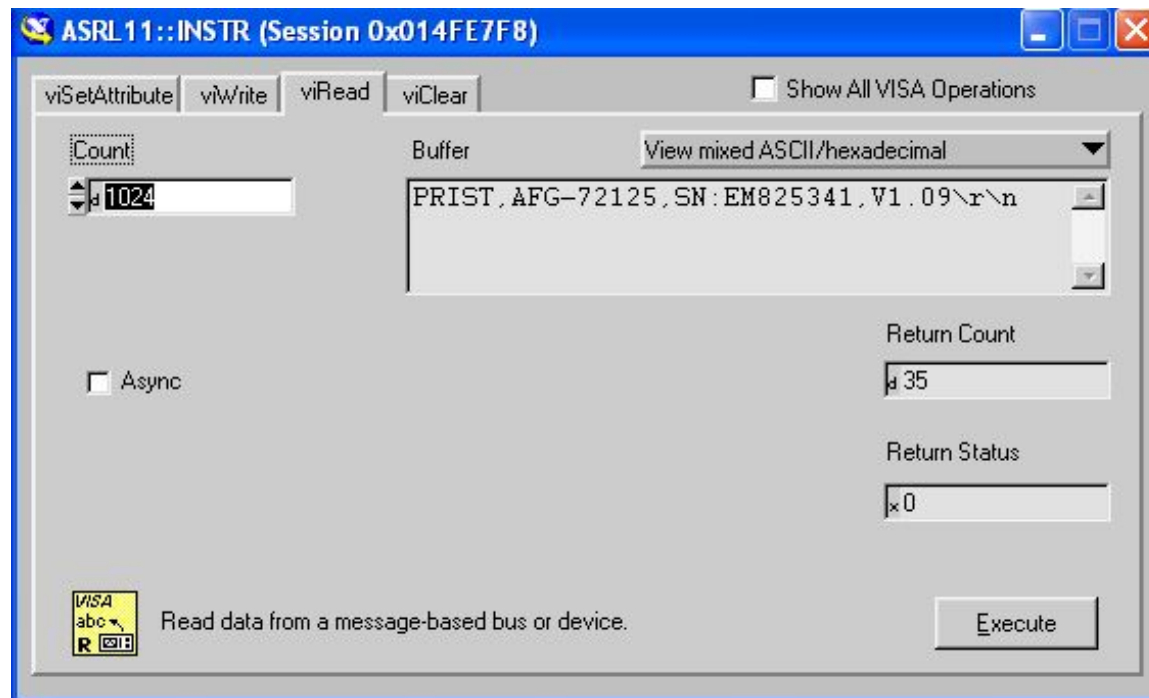 ASRL11::INSTR (Session 0x014FE7F8)
viSetAttribute viWrite viRead viClear
Show All VISA Operations
Count
Buffer
View mixed ASCII/hexadecimal
d 1024
PRIST,AFG-72125,SN:EM825341,V1.09\r\n
Return Count
Async
d 35
Return Status
x 0
VISA
abc
R
Read data from a message-based bus or device.
Execute